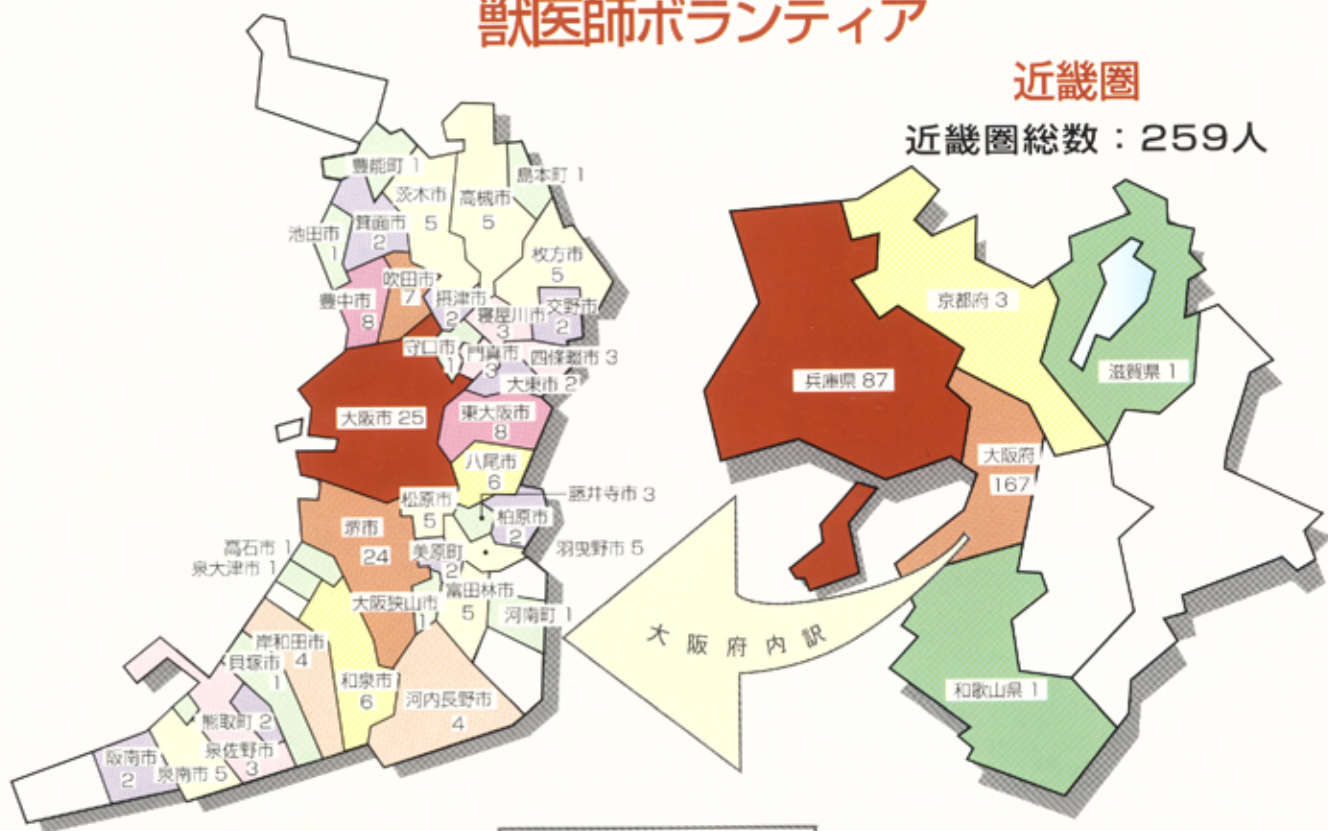 獣医師ボランティア
近畿圏
近畿圏総数：259人
豊能町 1
茨木市
5
高槻市
5
島本町 1
池田市
1
箕面市
2
枚方市
5
豊中市
8
吹田市
7
摂津市
2
寝屋川市
3
交野市
2
守口市
1
門真市
3
四條畷市 3
大東市 2
大阪市 25
東大阪市
8
八尾市
6
松原市
5
藤井寺市 3
柏原市
2
堺市
24
美原町
2
羽曳野市 5
高石市 1
泉大津市 1
大阪狭山市
1
富田林市
5
河南町 1
岸和田市
4
貝塚市
1
和泉市
6
河内長野市
4
熊取町 2
泉佐野市
3
阪南市
2
泉南市 5
京都府 3
滋賀県 1
兵庫県 87
大阪府
167
和歌山県 1
大阪府内訳